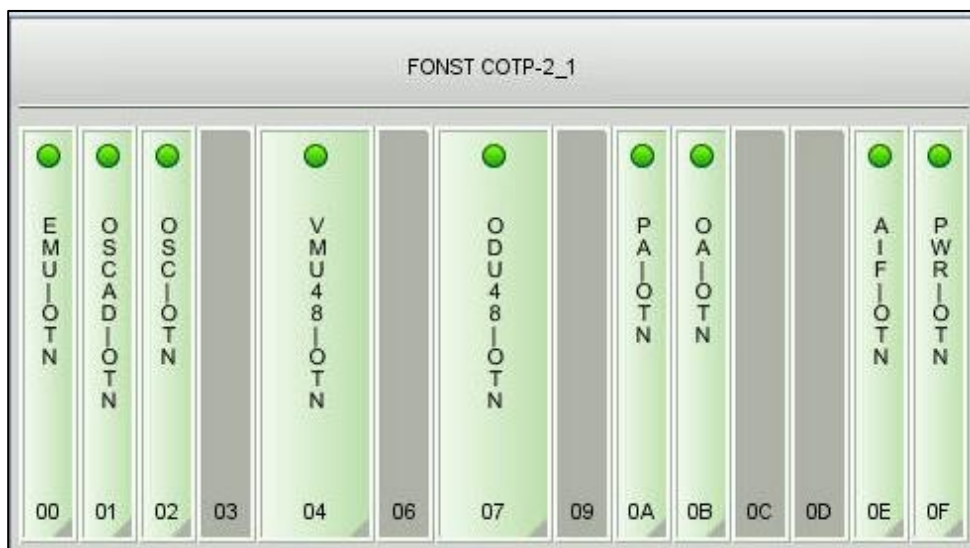 FONST COTP-2_1
EMU|OTN
OSCAD|OTN
OSC|OTN
VMU48|OTN
ODU48|OTN
PA|OTN
OA|OTN
AIF|OTN
PWR|OTN
00 01 02 03 04 06 07 09 0A 0B 0C 0D 0E 0F